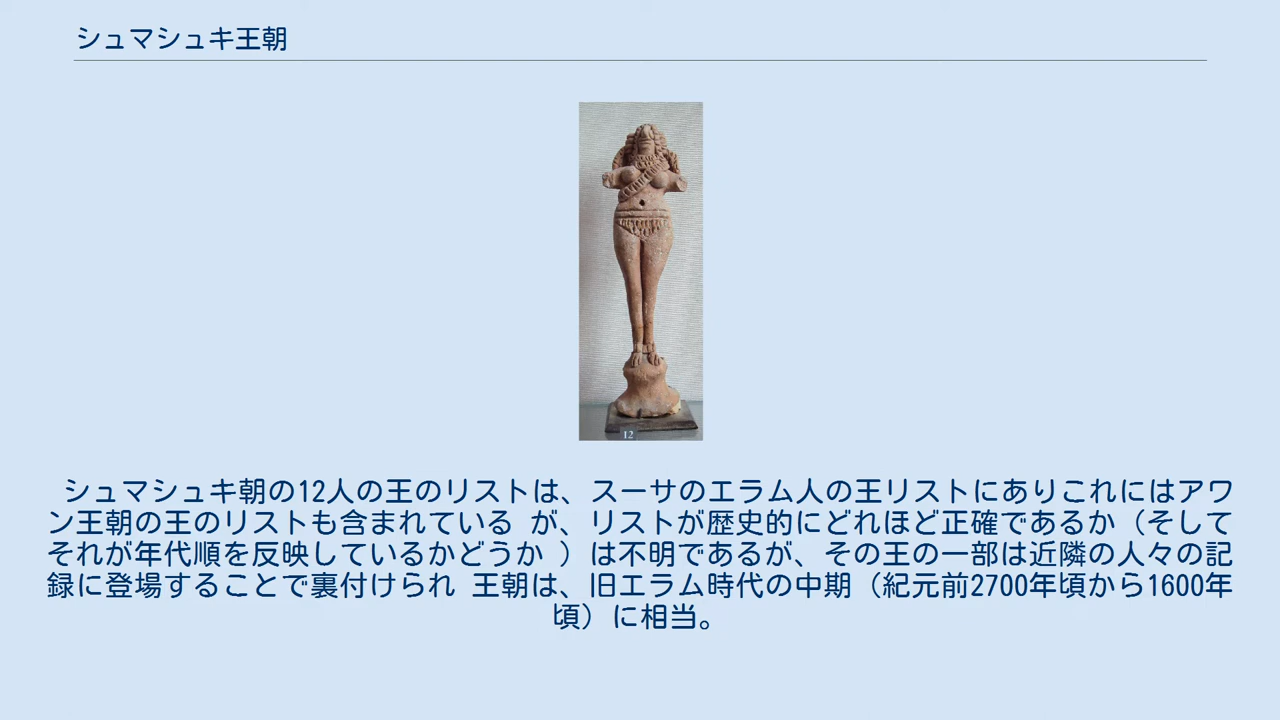 シュマシュキ王朝
12
シュマシュキ朝の12人の王のリストは、スーサのエラム人の王リストにありこれにはアワ
ン王朝の王のリストも含まれている が、リストが歴史的にどれほど正確であるか（そして
それが年代順を反映しているかどうか ）は不明であるが、その王の一部は近隣の人々の記
録に登場することで裏付けられ 王朝は、旧エラム時代の中期（紀元前2700年頃から1600年
頃）に相当。